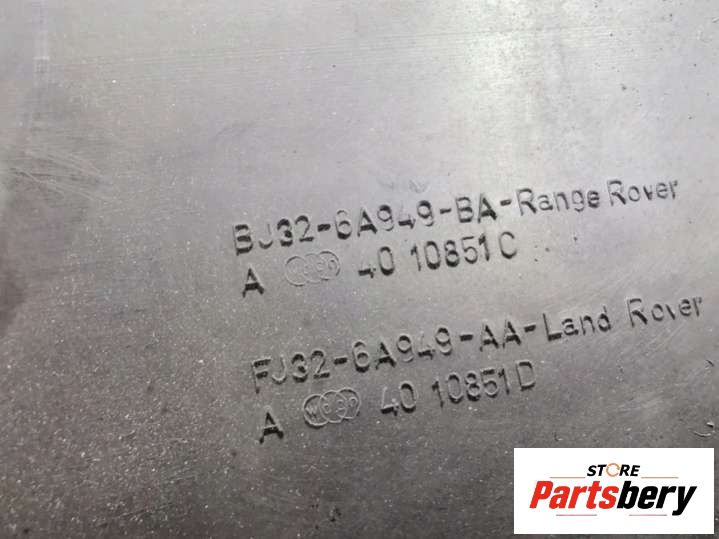 BJ32-6A949-BA-Range Rover
A 40 10851C
FJ32-6A949-AA-Land Rover
A 40 10851D
STORE
Partsbery